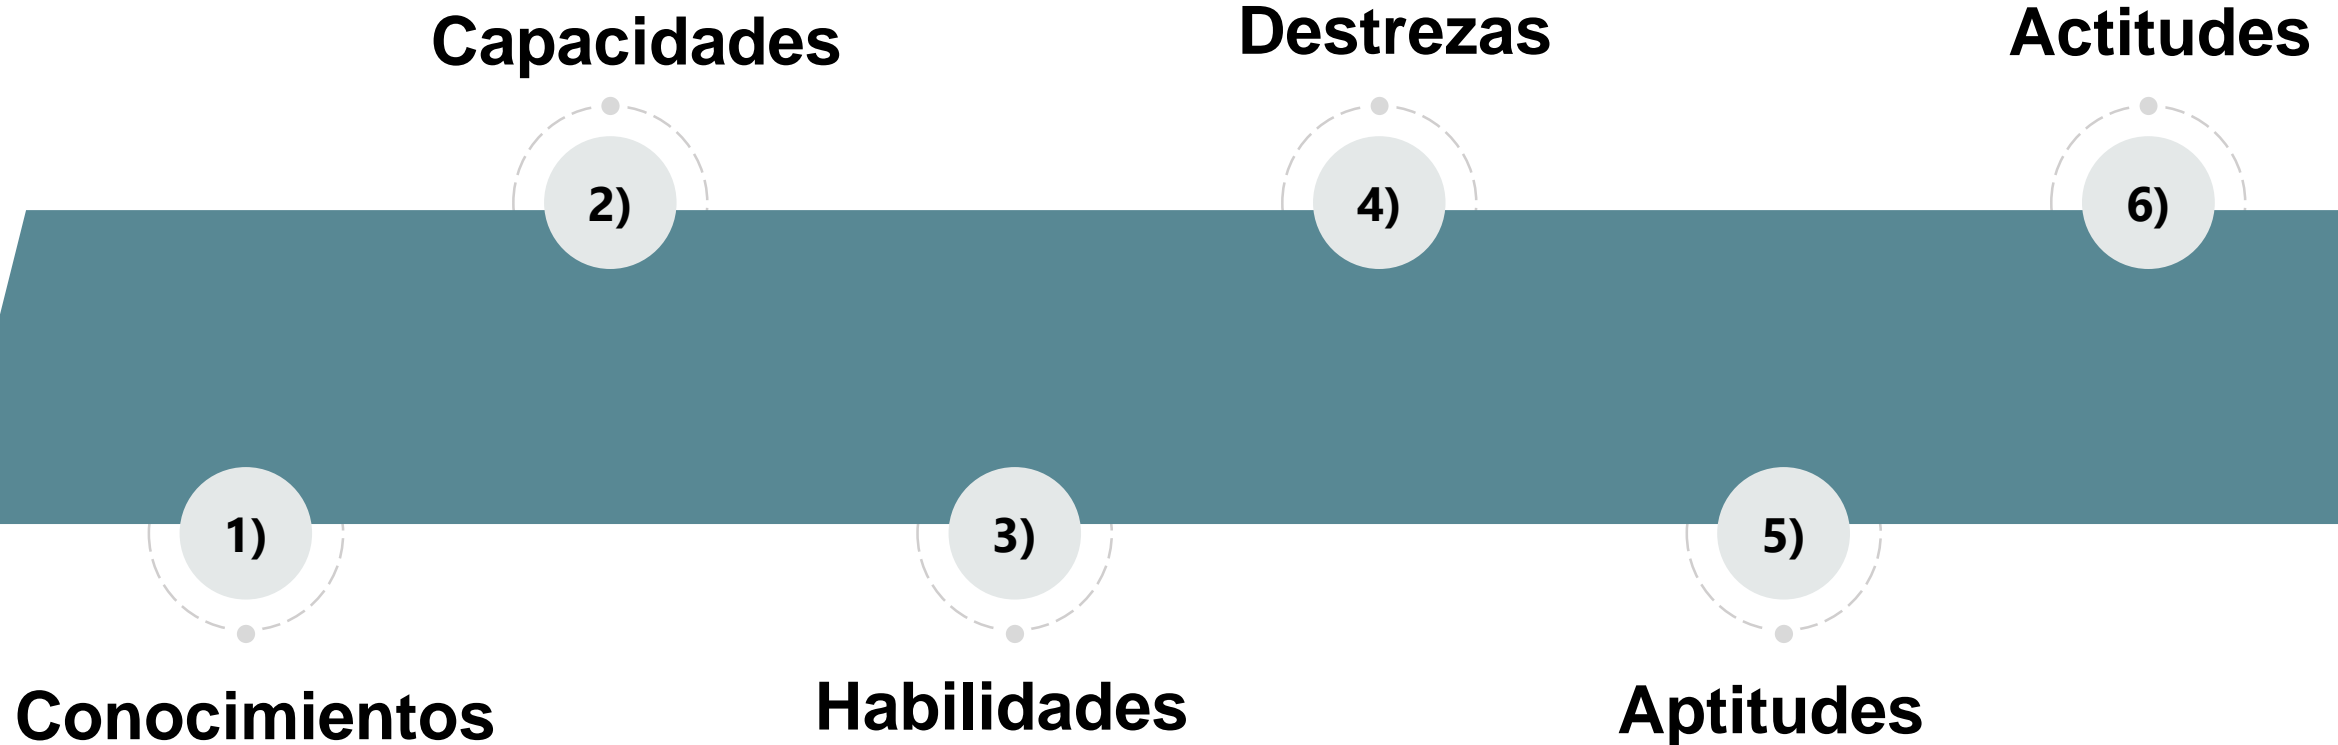 Capacidades
Destrezas
Actitudes
2)
4)
6)
1)
3)
5)
Conocimientos
Habilidades
Aptitudes